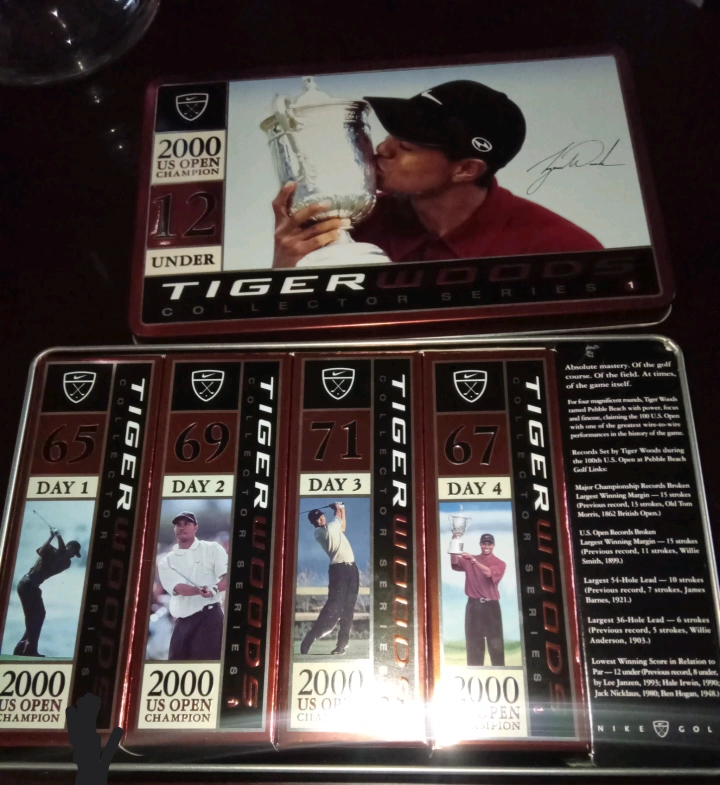 2000
US OPEN
CHAMPION
12
UNDER
Tiger Woods
TIGER WOODS
COLLECTOR SERIES 1
65
DAY 1
TIGER WOODS
COLLECTOR SERIES
2000
US OPEN
CHAMPION
69
DAY 2
TIGER WOODS
COLLECTOR SERIES
2000
US OPEN
CHAMPION
71
DAY 3
TIGER WOODS
COLLECTOR SERIES
2000
US OP
CHA
67
DAY 4
TIGER WOODS
COLLECTOR SERIES
2000
US OPEN
CHAMPION
Absolute mastery. Of the golf
course. Of the field. At times,
of the game itself.
For four magnificent rounds, Tiger Woods
tamed Pebble Beach with power, focus
and finesse, claiming the 100 U.S. Open
with one of the greatest wire-to-wire
performances in the history of the game.
Records Set by Tiger Woods during
the 100th U.S. Open at Pebble Beach
Golf Links:
Major Championship Records Broken
Largest Winning Margin — 15 strokes
(Previous record, 13 strokes, Old Tom
Morris, 1862 British Open.)
U.S. Open Records Broken
Largest Winning Margin — 15 strokes
(Previous record, 11 strokes, Willie
Smith, 1899.)
Largest 54-Hole Lead — 10 strokes
(Previous record, 7 strokes, James
Barnes, 1921.)
Largest 36-Hole Lead — 6 strokes
(Previous record, 5 strokes, Willie
Anderson, 1903.)
Lowest Winning Score in Relation to
Par — 12 under (Previous record, 8 under,
by Lee Janzen, 1993; Hale Irwin, 1990;
Jack Nicklaus, 1980; Ben Hogan, 1948.)
NIKE GOL